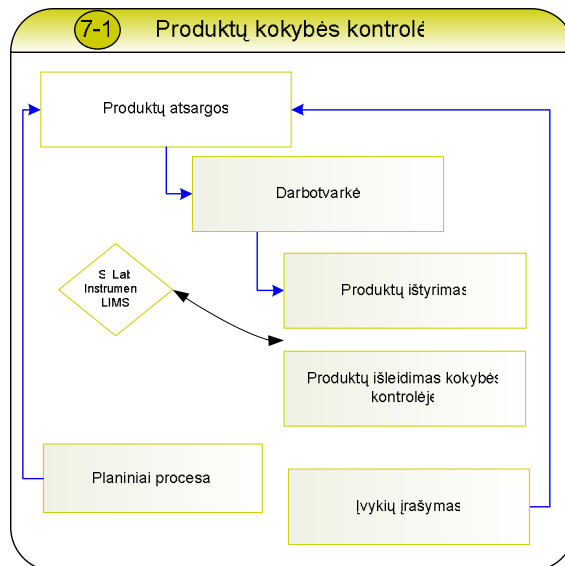 7-1 Produktų kokybės kontrolė
Produktų atsargos
Darbotvarkė
S Lab
Instrumen
LIMS
Produktų ištyrimas
Produktų išleidimas kokybės
kontrolėje
Planiniai procesa
Įvykių įrašymas